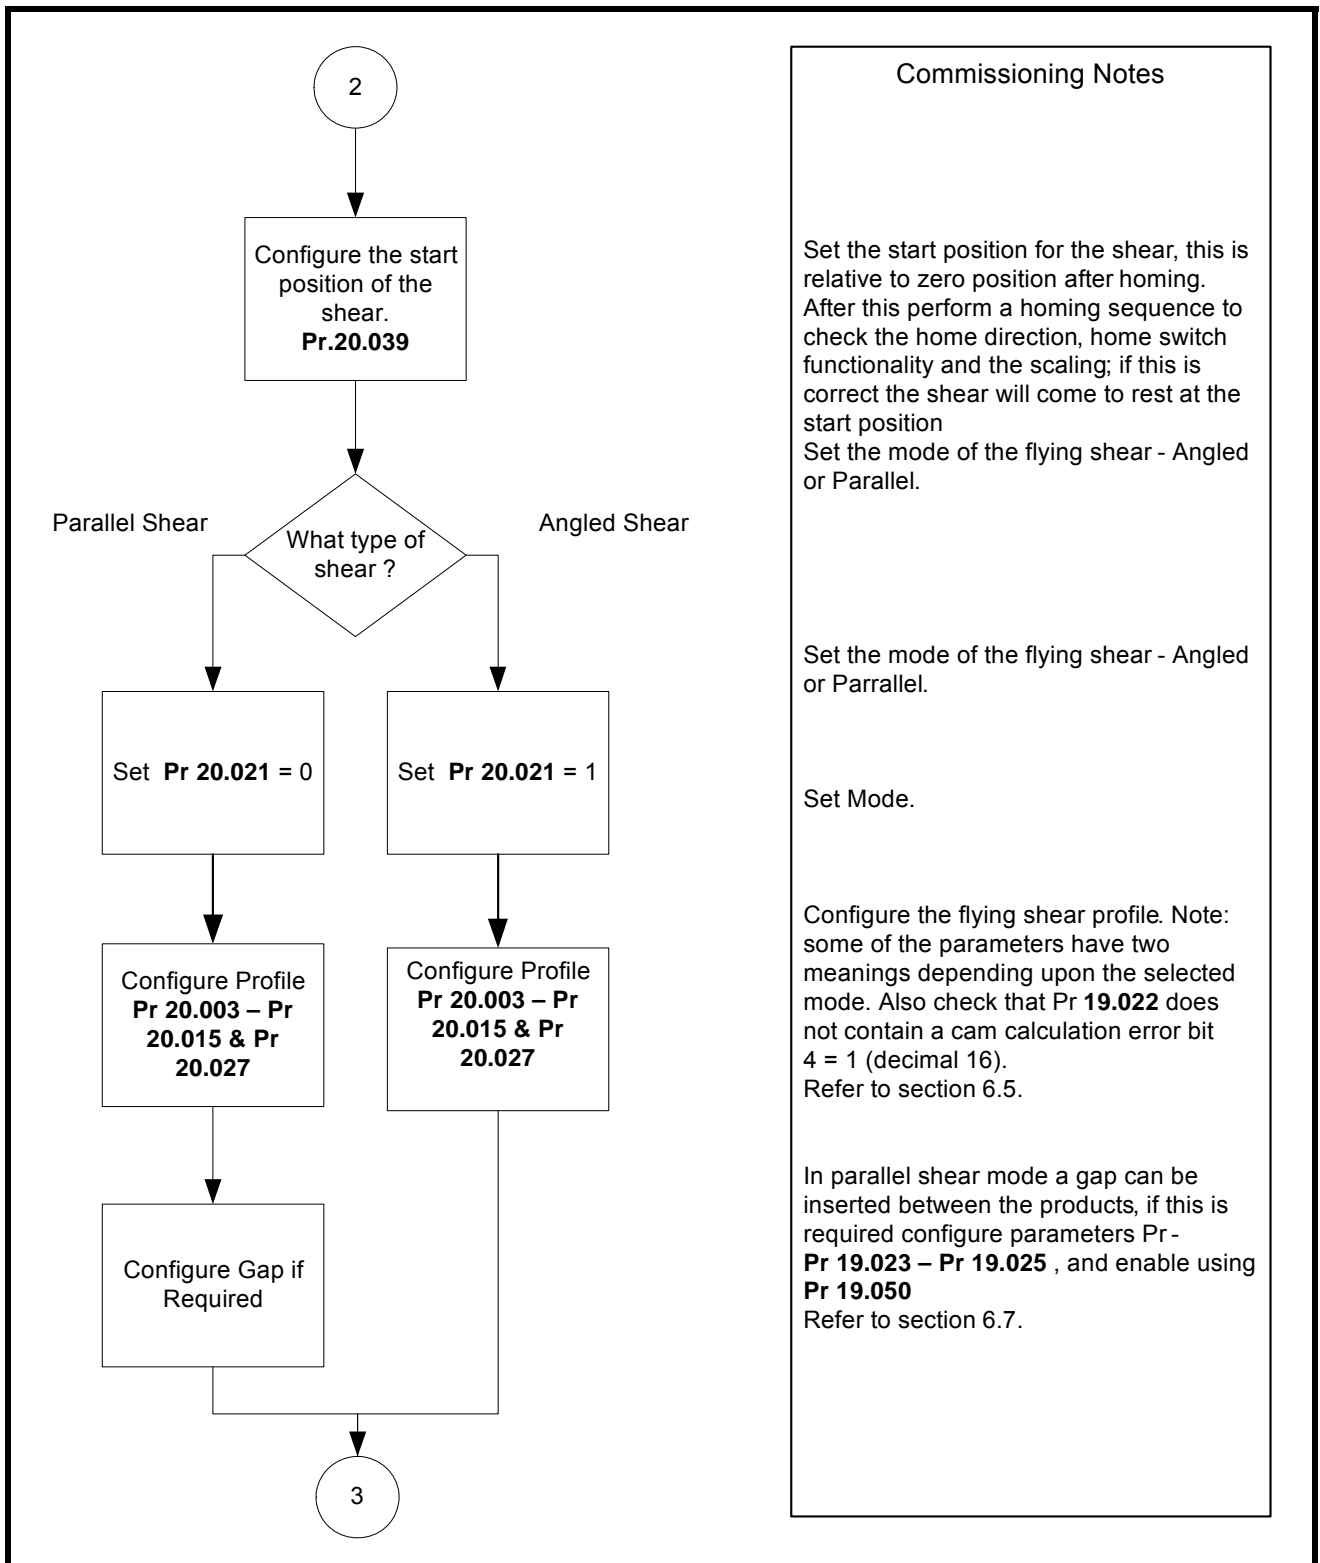 2
Configure the start
position of the
shear.
Pr.20.039
Parallel Shear
What type of
shear ?
Angled Shear
Set Pr 20.021 = 0
Set Pr 20.021 = 1
Configure Profile
Pr 20.003 – Pr
20.015 & Pr
20.027
Configure Profile
Pr 20.003 – Pr
20.015 & Pr
20.027
Configure Gap if
Required
3
Commissioning Notes
Set the start position for the shear, this is
relative to zero position after homing.
After this perform a homing sequence to
check the home direction, home switch
functionality and the scaling; if this is
correct the shear will come to rest at the
start position
Set the mode of the flying shear - Angled
or Parallel.
Set the mode of the flying shear - Angled
or Parrallel.
Set Mode.
Configure the flying shear profile. Note:
some of the parameters have two
meanings depending upon the selected
mode. Also check that Pr 19.022 does
not contain a cam calculation error bit
4 = 1 (decimal 16).
Refer to section 6.5.
In parallel shear mode a gap can be
inserted between the products, if this is
required configure parameters Pr -
Pr 19.023 – Pr 19.025 , and enable using
Pr 19.050
Refer to section 6.7.